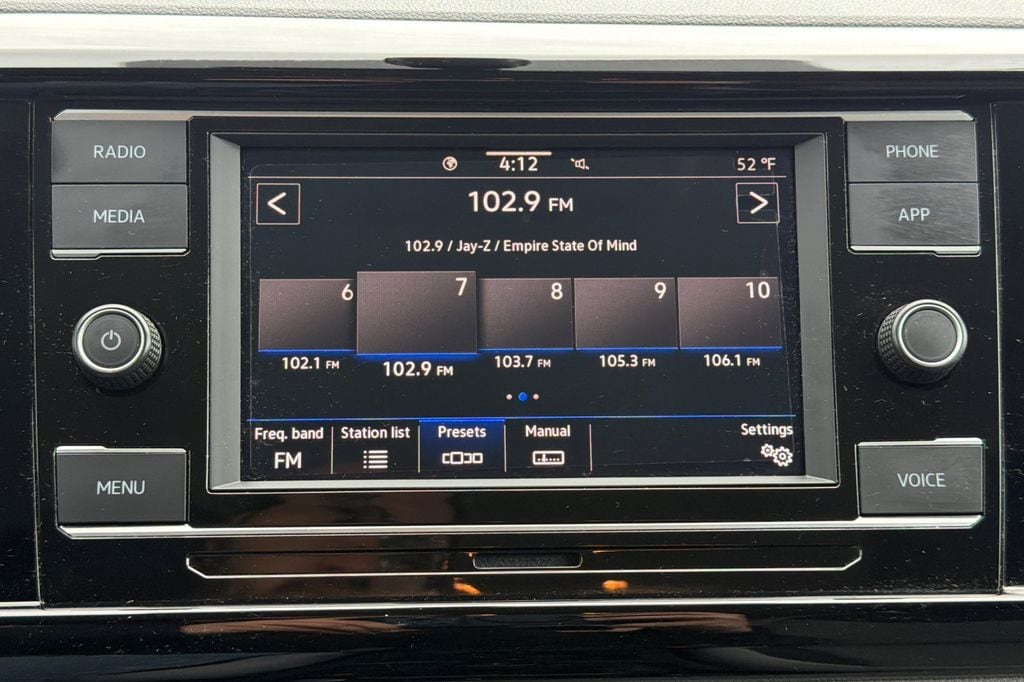 RADIO
MEDIA
MENU
4:12
52 °F
<
102.9 FM
>
102.9 / Jay-Z / Empire State Of Mind
6
7
8
9
10
102.1 FM
102.9 FM
103.7 FM
105.3 FM
106.1 FM
Freq. band
FM
Station list
Presets
Manual
Settings
PHONE
APP
VOICE